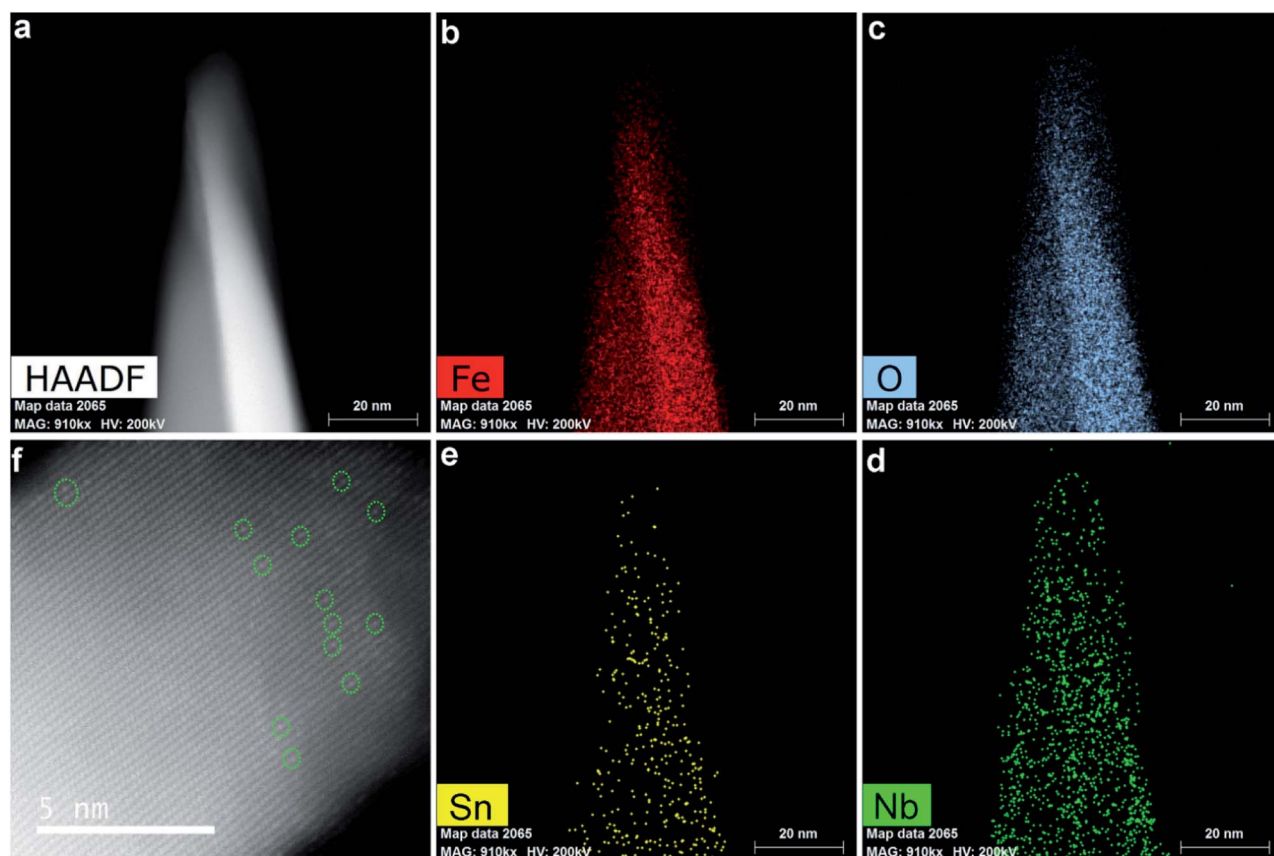 a
HAADF
Map data 2065
MAG: 910kx HV: 200kV
20 nm
b
Fe
Map data 2065
MAG: 910kx HV: 200kV
20 nm
c
O
Map data 2065
MAG: 910kx HV: 200kV
20 nm
f
5 nm
e
Sn
Map data 2065
MAG: 910kx HV: 200kV
20 nm
d
Nb
Map data 2065
MAG: 910kx HV: 200kV
20 nm